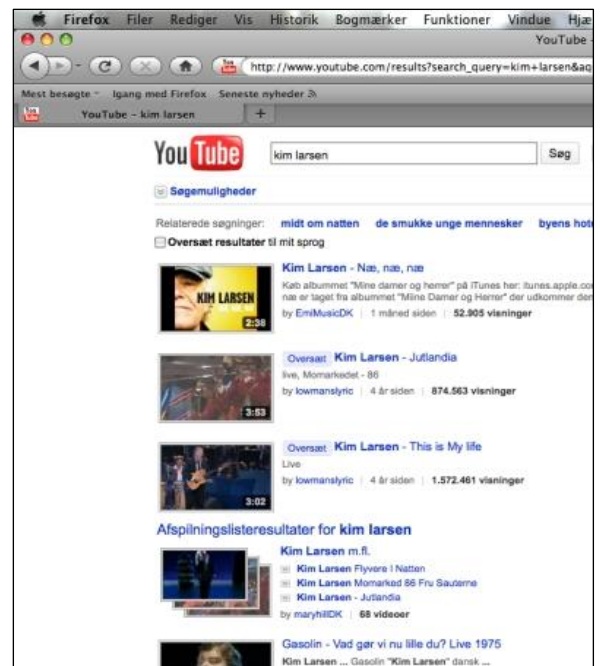 Firefox Filer Rediger Vis Historik Bogmærker Funktioner Vindue Hjæ
YouTube -
http://www.youtube.com/results?search_query=kim+larsen&aq
Mest besøgte Igang med Firefox Seneste nyheder
YouTube - kim larsen +
YouTube kim larsen Søg
Søgemuligheder
Relaterede søgninger: midt om natten de smukke unge mennesker byens hote
Oversæt resultater til mit sprog
KIM LARSEN
2:38
Kim Larsen - Næ, næ, næ
Køb albummet "Mine damer og herrer" på iTunes her: itunes.apple.co
næ er taget fra albummet "Mine Damer og Herrer" der udkommer den
by EmiMusicDK | 1 måned siden | 52.905 visninger
3:53
Oversæt Kim Larsen - Jutlandia
live, Momarkedet - 86
by lowmanslyric | 4 år siden | 874.563 visninger
3:02
Oversæt Kim Larsen - This is My life
Live
by lowmanslyric | 4 år siden | 1.572.461 visninger
Afspilningslisteresultater for kim larsen
Kim Larsen m.fl.
Kim Larsen Flyvere I Natten
Kim Larsen Momarked 86 Fru Sauterne
Kim Larsen - Jutlandia
by maryhillDK | 68 videoer
Gasolin - Vad gør vi nu lille du? Live 1975
Kim Larsen ... Gasolin "Kim Larsen" dansk ...